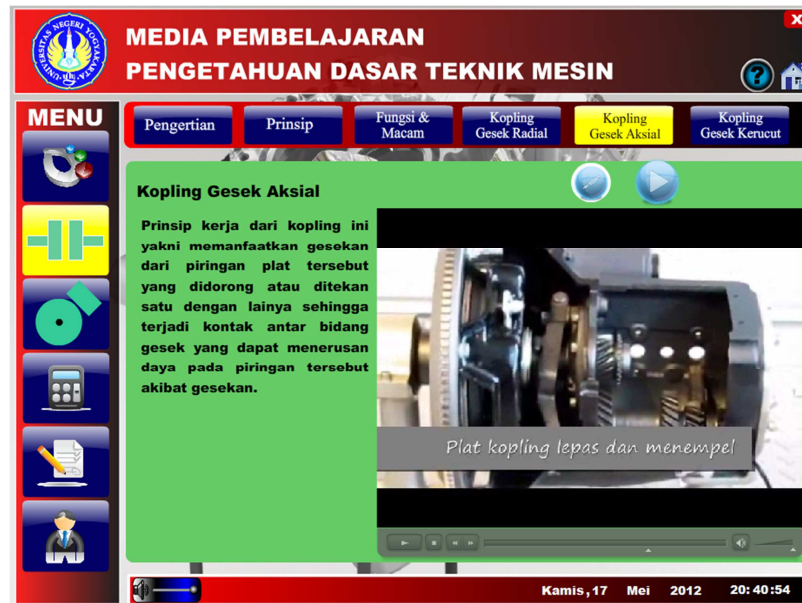 UNIVERSITAS NEGERI YOGYAKARTA
MEDIA PEMBELAJARAN
PENGETAHUAN DASAR TEKNIK MESIN
X
?
MENU
Pengertian
Prinsip
Fungsi &
Macam
Kopling
Gesek Radial
Kopling
Gesek Aksial
Kopling
Gesek Kerucut
Kopling Gesek Aksial
Prinsip kerja dari kopling ini
yakni memanfaatkan gesekan
dari piringan plat tersebut
yang didorong atau ditekan
satu dengan lainya sehingga
terjadi kontak antar bidang
gesek yang dapat menerusan
daya pada piringan tersebut
akibat gesekan.
Plat kopling lepas dan menempel
Kamis,17 Mei 2012 20:40:54